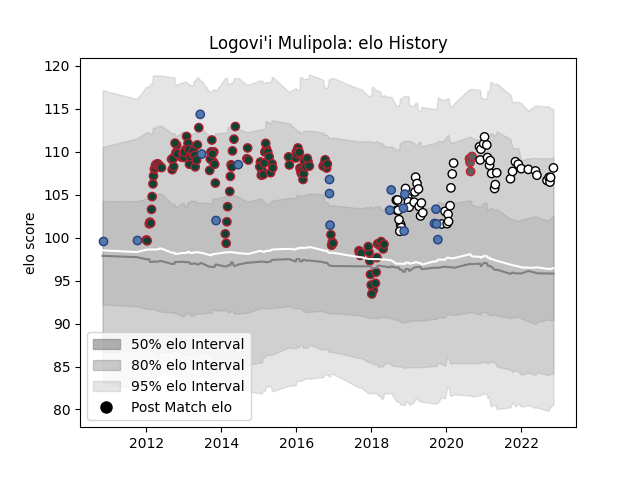 Logovi'i Mulipola: elo History
elo score
120
115
110
105
100
95
90
85
80
50% elo Interval
80% elo Interval
95% elo Interval
Post Match elo
2012
2014
2016
2018
2020
2022